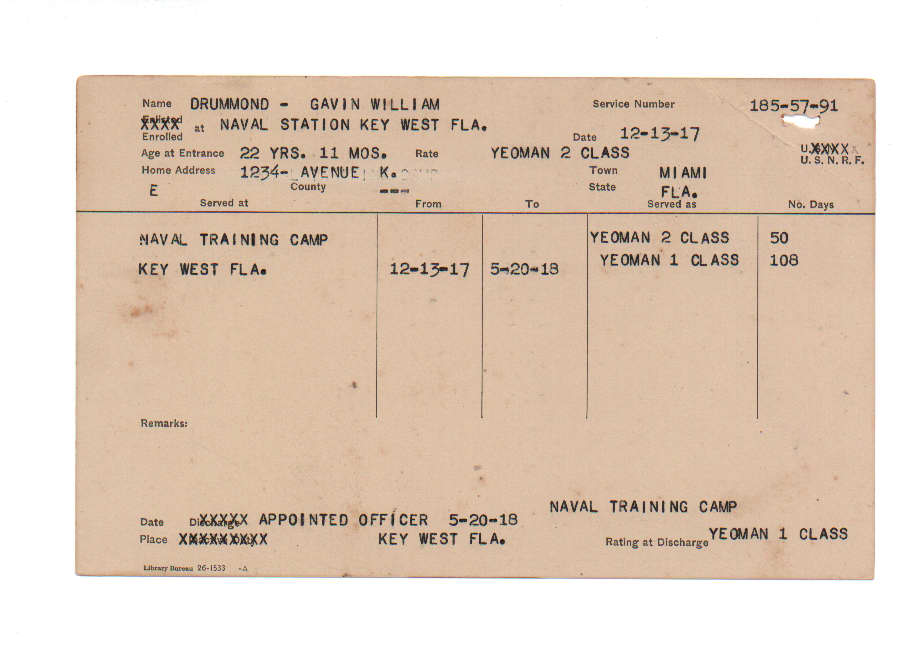 Name DRUMMOND - GAVIN WILLIAM Service Number 185-57-91
Enlisted
Enrolled at NAVAL STATION KEY WEST FLA. Date 12-13-17
Age at Entrance 22 YRS. 11 MOS. Rate YEOMAN 2 CLASS U. S. N. R. F.
Home Address 1234- AVENUE K. Town MIAMI
E County --- State FLA.
Served at From To Served as No. Days
NAVAL TRAINING CAMP YEOMAN 2 CLASS 50
KEY WEST FLA. 12-13-17 5-20-18 YEOMAN 1 CLASS 108
Remarks:
NAVAL TRAINING CAMP
Date Discharge XXXXX APPOINTED OFFICER 5-20-18
Place XXXXXXXXX KEY WEST FLA. Rating at Discharge YEOMAN 1 CLASS
Library Bureau 26-1533 -A